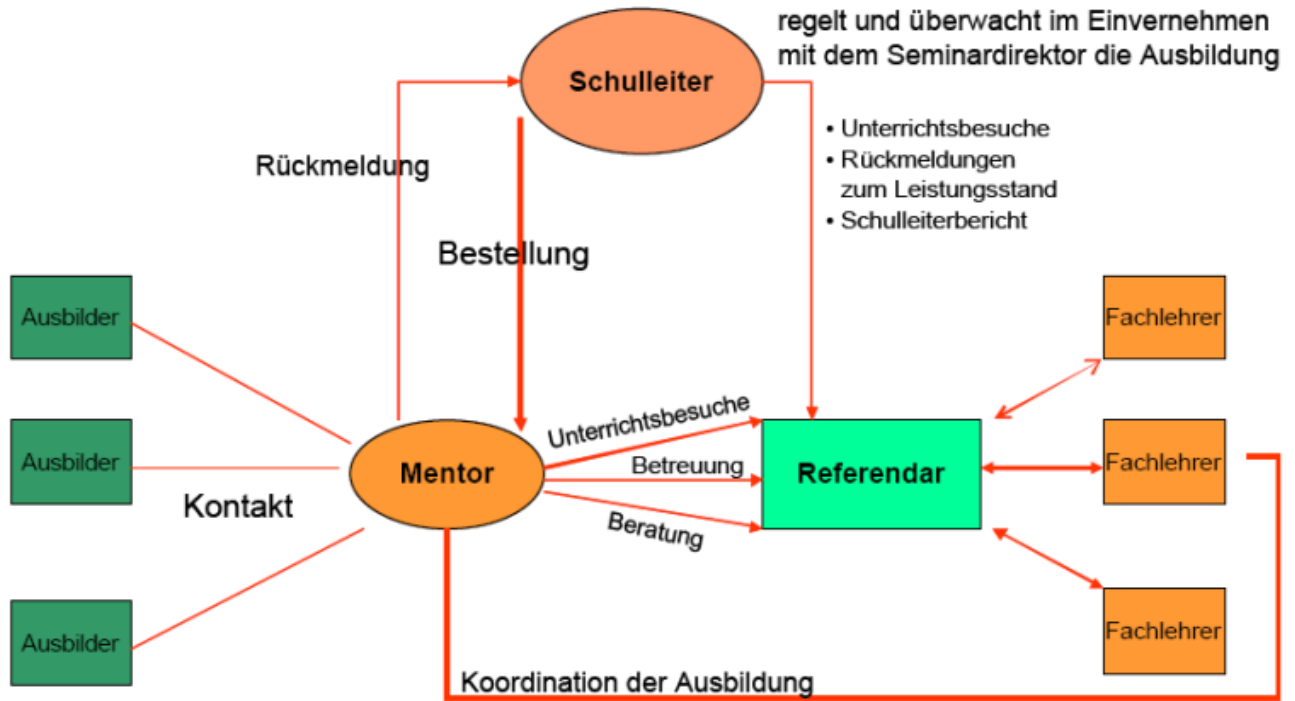 regelt und überwacht im Einvernehmen
mit dem Seminardirektor die Ausbildung
Schulleiter
• Unterrichtsbesuche
• Rückmeldungen
zum Leistungsstand
• Schulleiterbericht
Rückmeldung
Bestellung
Ausbilder
Fachlehrer
Unterrichtsbesuche
Ausbilder
Mentor
Betreuung
Referendar
Fachlehrer
Kontakt
Beratung
Ausbilder
Fachlehrer
Koordination der Ausbildung